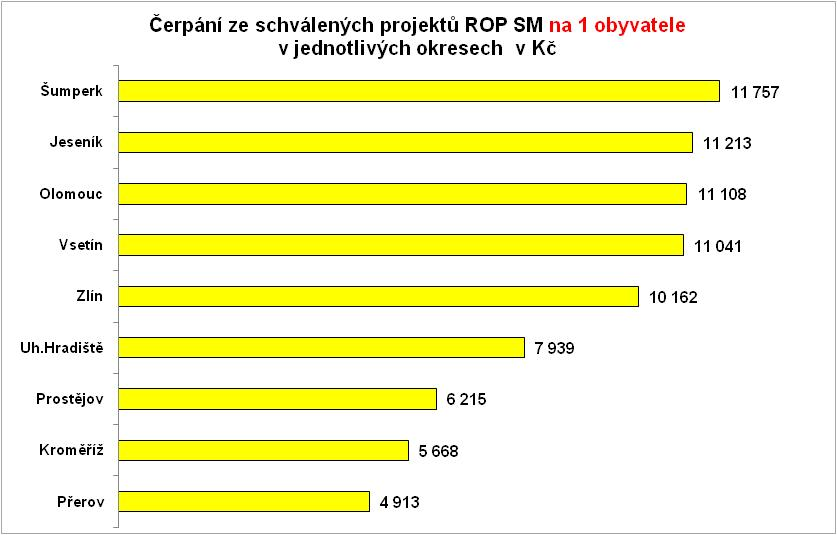 Čerpání ze schválených projektů ROP SM na 1 obyvatele
v jednotlivých okresech v Kč
Šumperk 11 757
Jeseník 11 213
Olomouc 11 108
Vsetín 11 041
Zlín 10 162
Uh.Hradiště 7 939
Prostějov 6 215
Kroměříž 5 668
Přerov 4 913